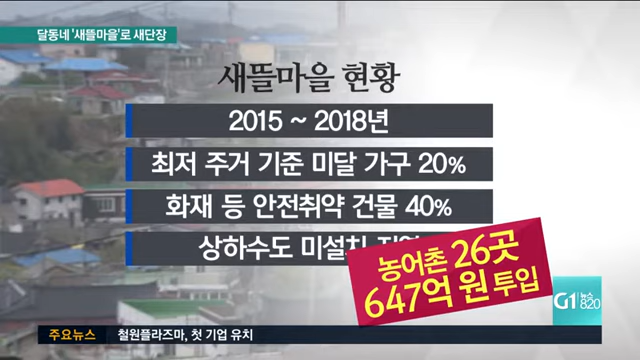 달동네 '새뜰마을'로 새단장
새뜰마을 현황
2015 ~ 2018년
최저 주거 기준 미달 가구 20%
화재 등 안전취약 건물 40%
상하수도 미설치
농어촌 26곳
647억 원 투입
G1 뉴스 820
주요뉴스 철원플라즈마, 첫 기업 유치